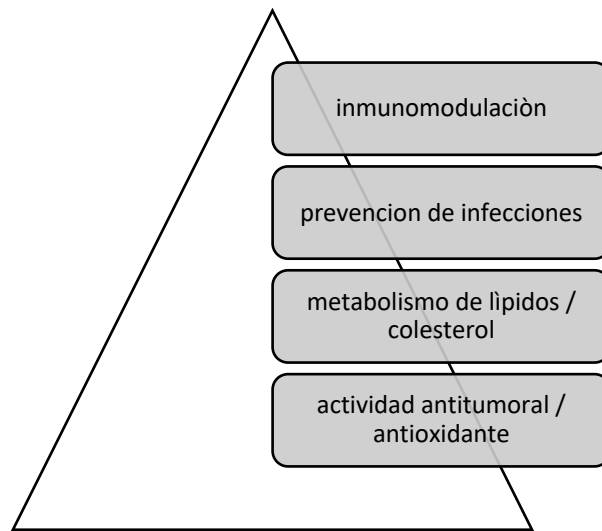 inmunomodulaciòn
prevencion de infecciones
metabolismo de lìpidos /
colesterol
actividad antitumoral /
antioxidante